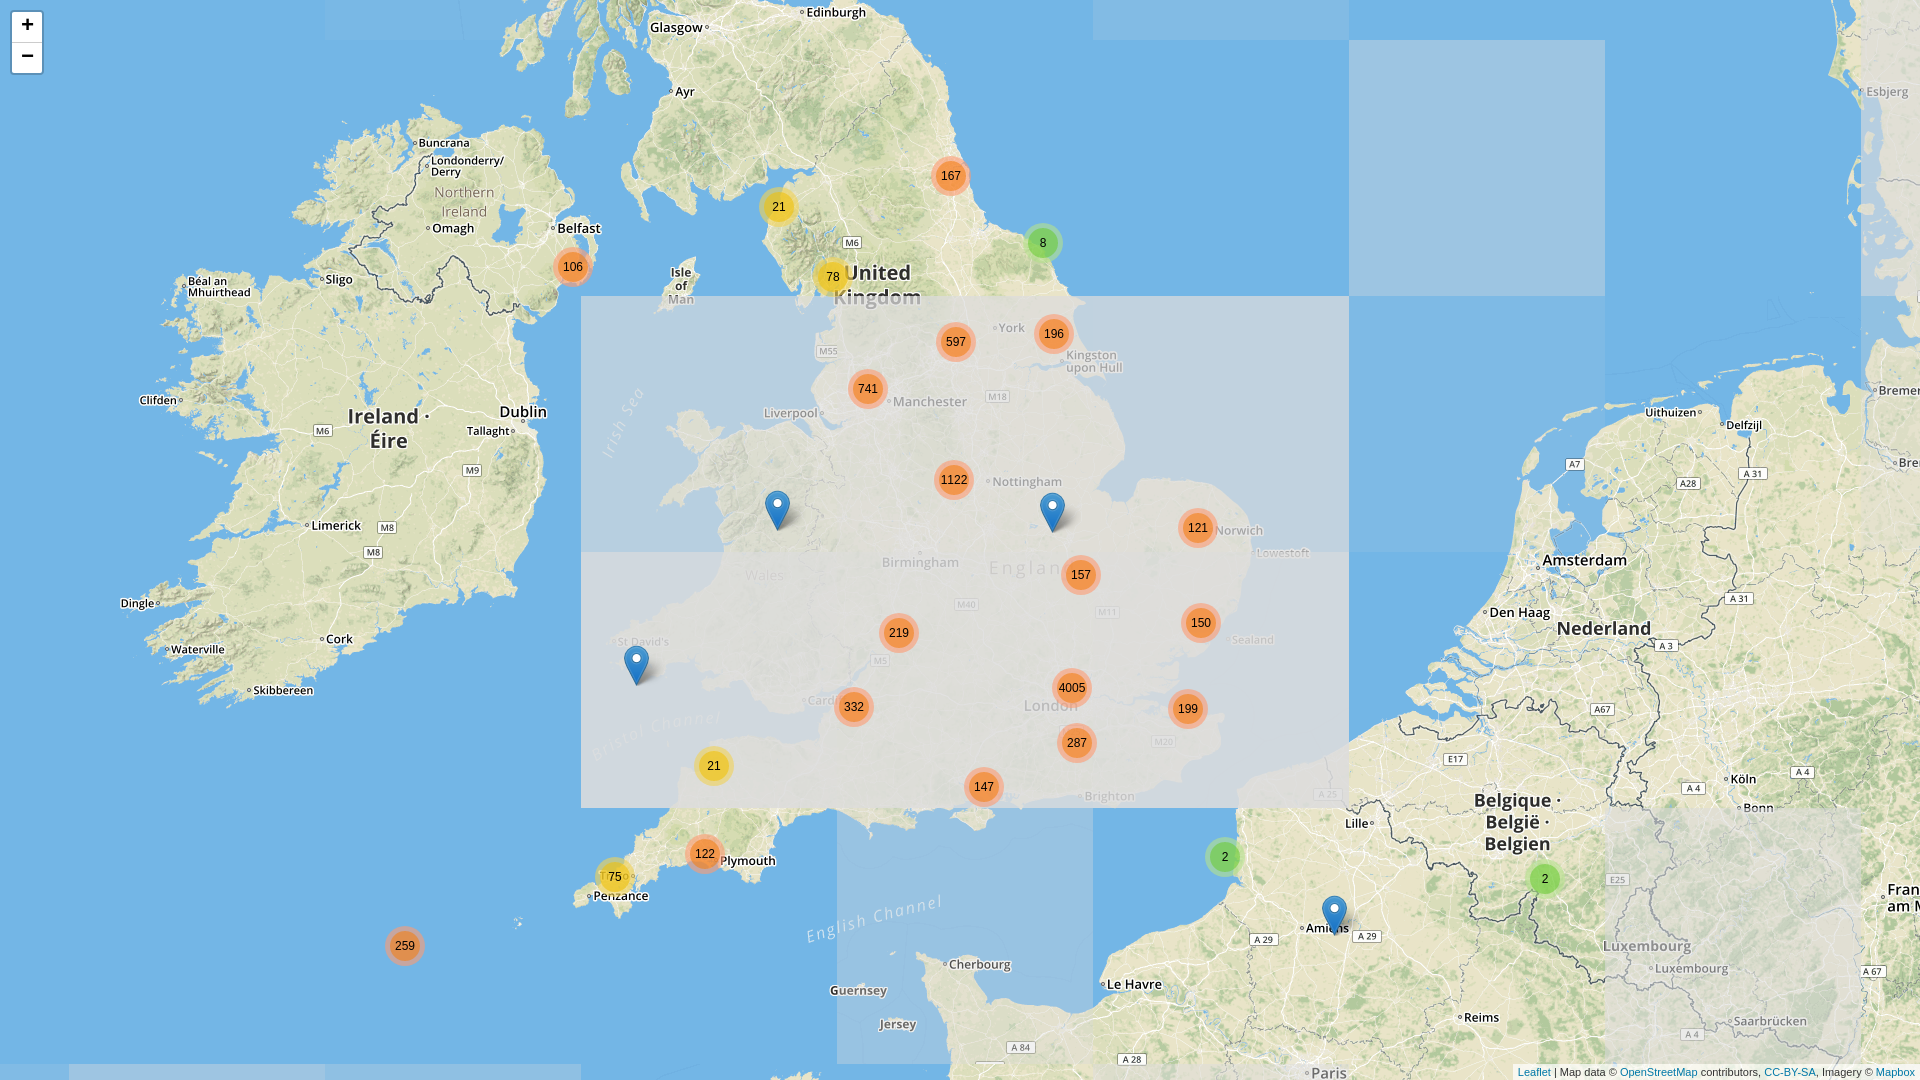 +
−
Edinburgh
Glasgow
Ayr
Esbjerg
Buncrana
Londonderry/
Derry
167
Northern
Ireland
21
Omagh
Belfast
8
M6
106
78
United
Kingdom
Isle
of
Man
Sligo
Béal an
Mhuirthead
York
196
597
M55
Kingston
upon Hull
741
Bremer
M18
Clifden
Manchester
Liverpool
Dublin
Uithuizen
Ireland ·
Éire
Irish Sea
Delfzijl
Tallaght
M6
A7
Bre
M9
A 31
1122
Nottingham
A28
Limerick
M8
121
Norwich
M8
Lowestoft
Birmingham
Amsterdam
Englan
157
Wales
A 31
Dingle
M40
M11
Den Haag
150
219
Nederland
Cork
St David's
Sealand
A 3
Waterville
M5
4005
Skibbereen
Cardi
332
London
199
A67
Bristol Channel
287
M20
E17
21
A 4
Köln
147
A 4
Brighton
A 25
Belgique ·
België ·
Belgien
Bonn
Lille
122
Plymouth
2
75
2
E25
Penzance
Fran
am M
English Channel
Amiens
259
A 29
A 29
Luxembourg
Cherbourg
Luxembourg
A 67
Le Havre
Guernsey
Reims
Saarbrücken
Jersey
A 4
A 84
A 28
Paris
Leaflet | Map data © OpenStreetMap contributors, CC-BY-SA, Imagery © Mapbox